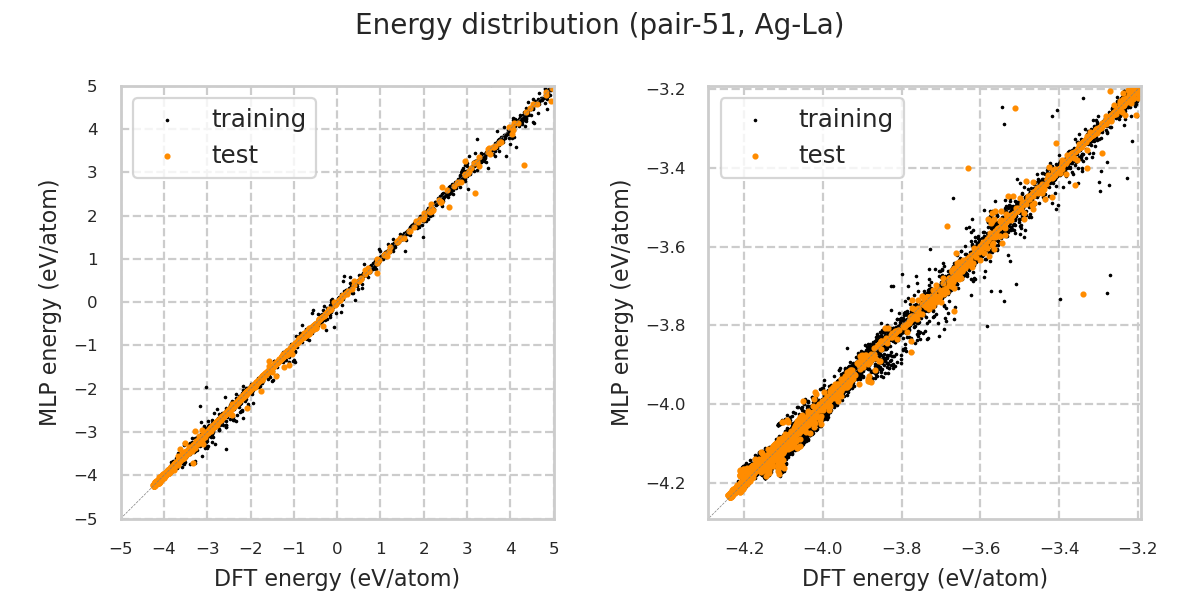 Energy distribution (pair-51, Ag-La)
training
test
5
4
3
2
1
0
−1
−2
−3
−4
−5
MLP energy (eV/atom)
−5 −4 −3 −2 −1 0 1 2 3 4 5
DFT energy (eV/atom)
training
test
−3.2
−3.4
−3.6
−3.8
−4.0
−4.2
MLP energy (eV/atom)
−4.2 −4.0 −3.8 −3.6 −3.4 −3.2
DFT energy (eV/atom)